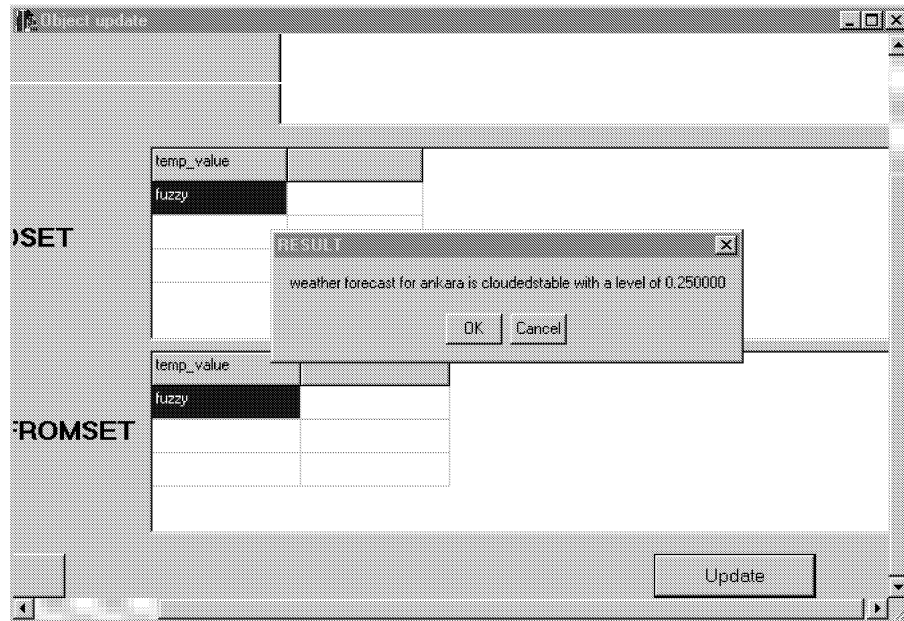 Object update
temp_value
fuzzy
OSET
RESULT
weather forecast for ankara is cloudedstable with a level of 0.250000
OK Cancel
temp_value
fuzzy
FROMSET
Update